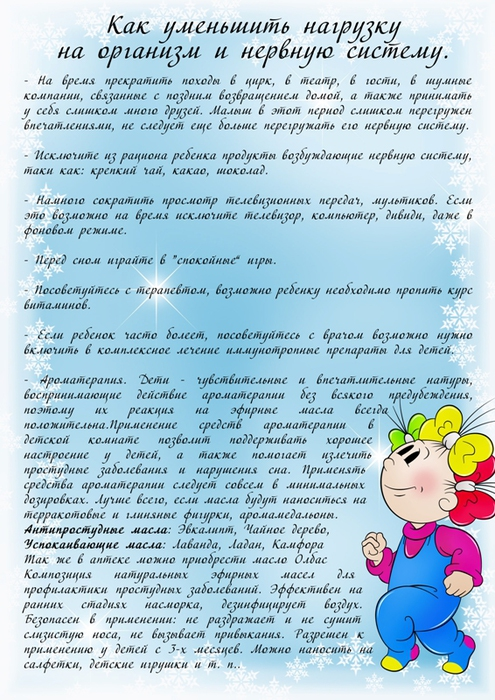 Как уменьшить нагрузку
на организм и нервную систему.
- На время прекратить походы в цирк, в театр, в гости, в шумные
компании, связанные с поздним возвращением домой, а также принимать
у себя слишком много друзей. Малыш в этот период слишком перегружен
впечатлениями, не следует еще больше перегружать его нервную систему.
- Исключите из рациона ребенка продукты возбуждающие нервную систему,
таки как: крепкий чай, какао, шоколад.
- Намного сократить просмотр телевизионных передач, мультиков. Если
это возможно на время исключите телевизор, компьютер, дивиди, даже в
фоновом режиме.
- Перед сном играйте в "спокойные" игры.
- Посоветуйтесь с терапевтом, возможно ребенку необходимо пропить курс
витаминов.
- Если ребенок часто болеет, посоветуйтесь с врачом возможно нужно
включить в комплексное лечение иммунотропные препараты для детей.
- Ароматерапия. Дети - чувствительные и впечатлительные натуры,
воспринимающие действие ароматерапии без всякого предубеждения,
поэтому их реакция на эфирные масла всегда
положительна.Применение средств ароматерапии в
детской комнате позволит поддерживать хорошее
настроение у детей, а также помогает излечить
простудные заболевания и нарушения сна. Применять
средства ароматерапии следует совсем в минимальных
дозировках. Лучше всего, если масла будут наноситься на
терракотовые и глиняные фигурки, аромамедальоны.
Антипростудные масла: Эвкалипт, Чайное дерево,
Успокаивающие масла: Лаванда, Ладан, Камфора
Так же в аптеке можно приобрести масло Олбас
Композиция натуральных эфирных масел для
профилактики простудных заболеваний. Эффективен на
ранних стадиях насморка, дезинфицирует воздух.
Безопасен в применении: не раздражает и не сушит
слизистую носа, не вызывает привыкания. Разрешен к
применению у детей с 3-х месяцев. Можно наносить на
салфетки, детские игрушки и т. п..